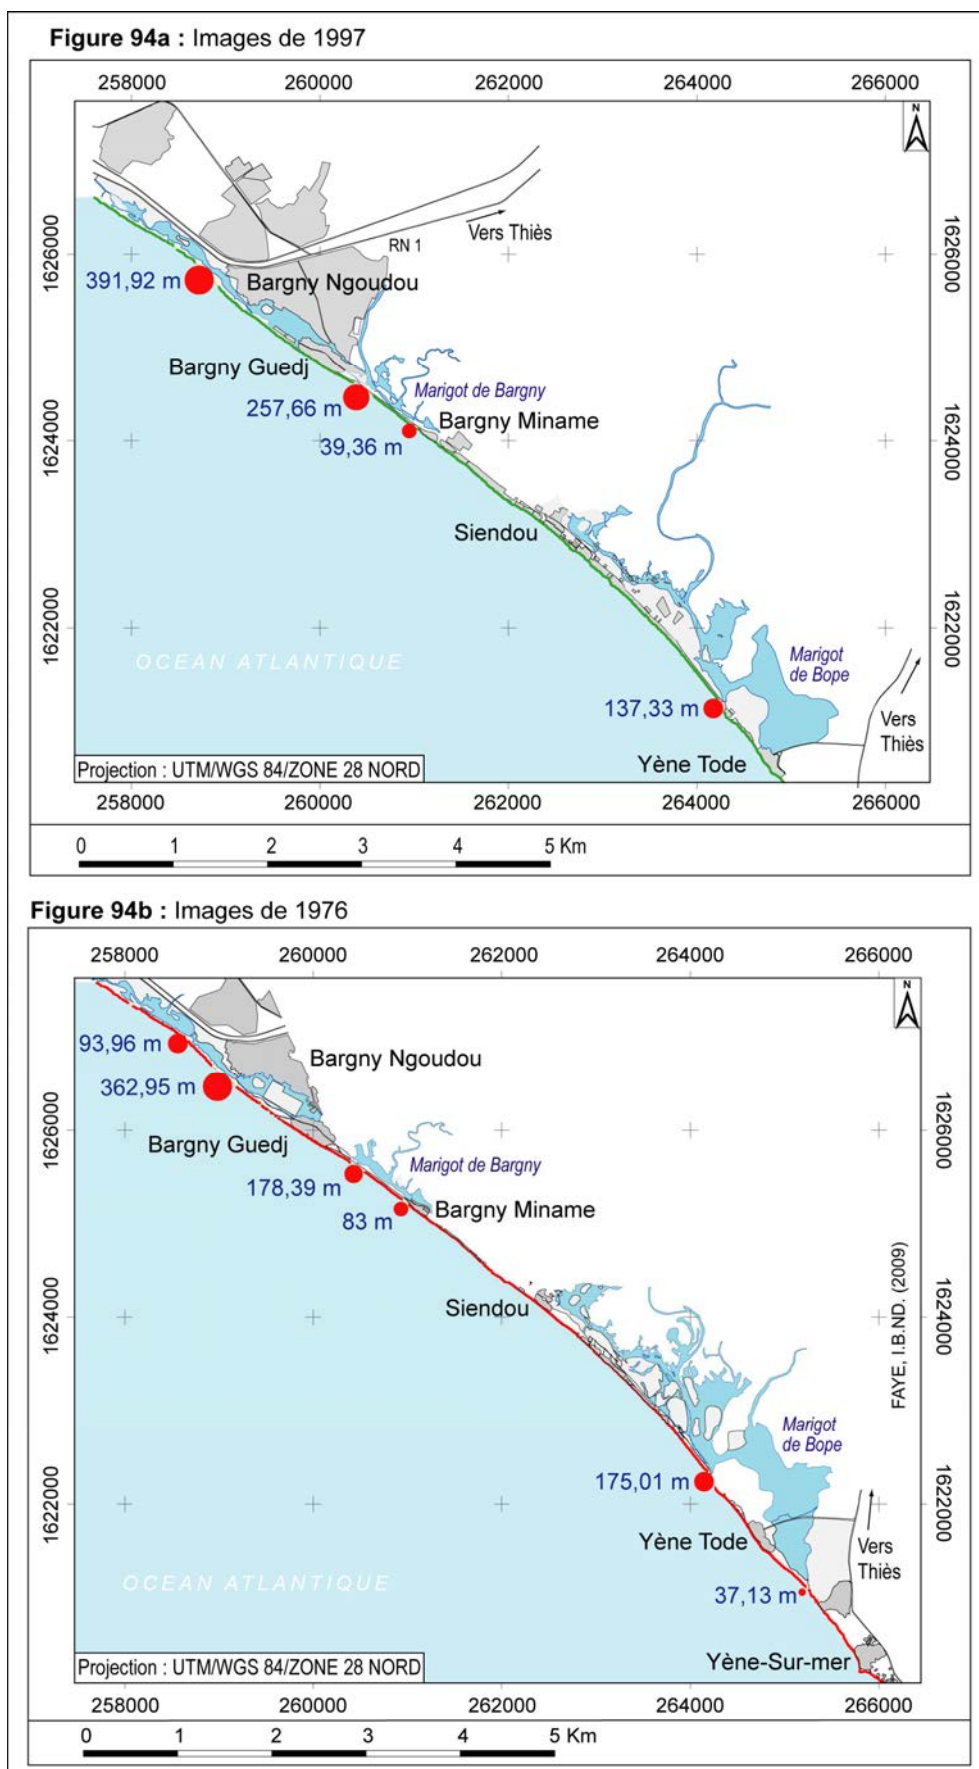 Figure 94a : Images de 1997
258000 260000 262000 264000 266000
N
1626000
1626000
RN 1
Vers Thiès
391,92 m
Bargny Ngoudou
Bargny Guedj
Marigot de Bargny
257,66 m
Bargny Miname
39,36 m
1624000
1624000
Siendou
1622000
1622000
OCEAN ATLANTIQUE
Marigot
de Bope
137,33 m
Vers
Thiès
Yène Tode
Projection : UTM/WGS 84/ZONE 28 NORD
258000 260000 262000 264000 266000
0 1 2 3 4 5 Km
Figure 94b : Images de 1976
258000 260000 262000 264000 266000
N
93,96 m
Bargny Ngoudou
362,95 m
1626000
1626000
Bargny Guedj
Marigot de Bargny
178,39 m
Bargny Miname
83 m
Siendou
1624000
1624000
FAYE, I.B.ND. (2009)
Marigot
de Bope
175,01 m
1622000
1622000
Yène Tode
Vers
Thiès
OCEAN ATLANTIQUE
37,13 m
Yène-Sur-mer
Projection : UTM/WGS 84/ZONE 28 NORD
258000 260000 262000 264000 266000
0 1 2 3 4 5 Km